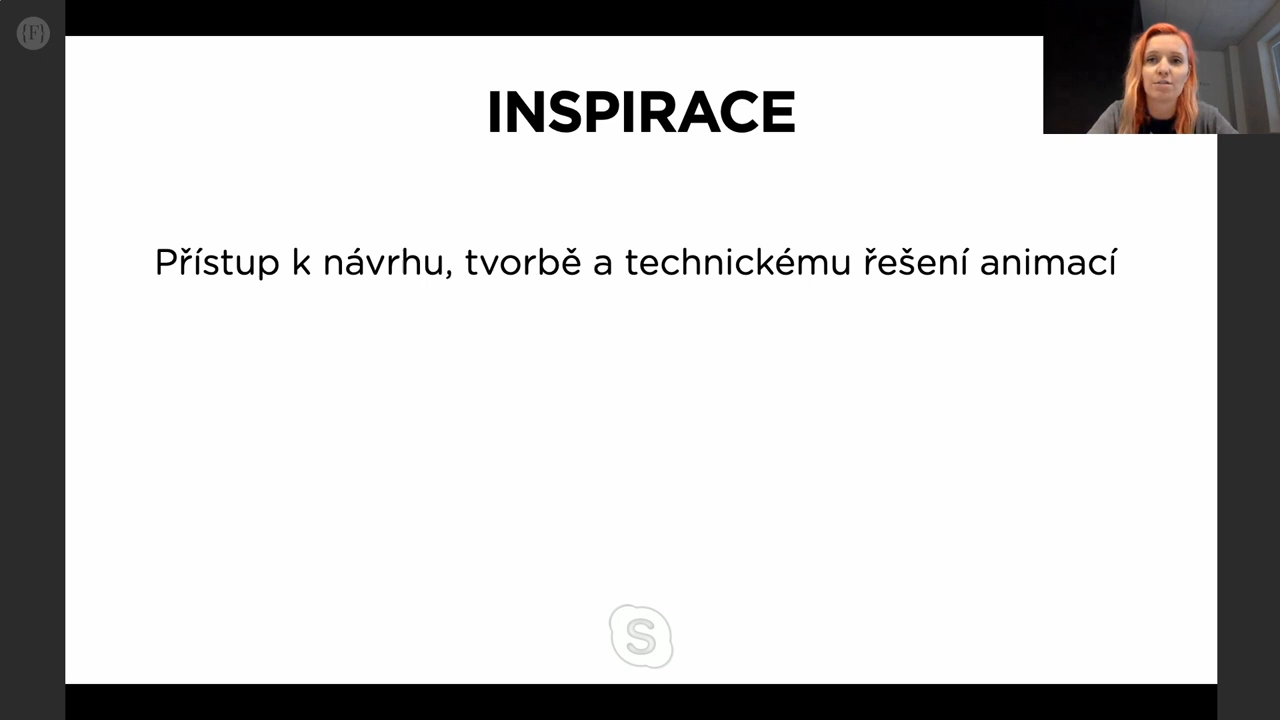 {F}
INSPIRACE
Přístup k návrhu, tvorbě a technickému řešení animací
S